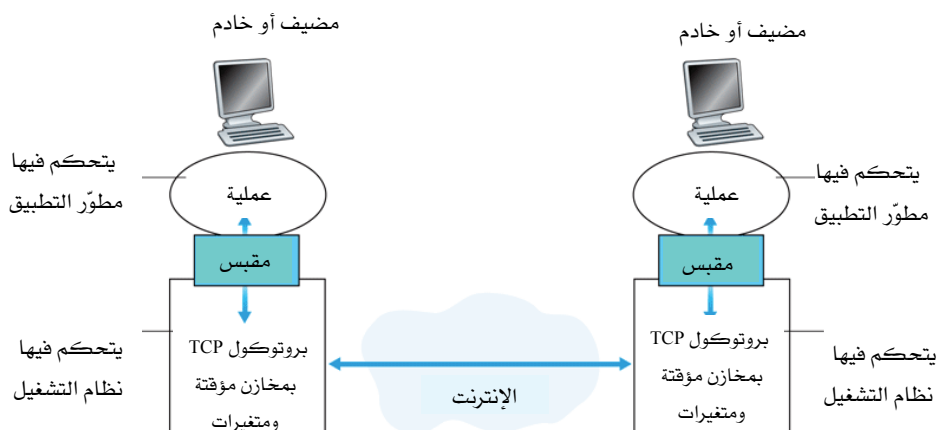 مضيف أو خادم
مضيف أو خادم
يتحكم فيها
مطوّر التطبيق
عملية
عملية
يتحكم فيها
مطوّر التطبيق
مقبس
مقبس
يتحكم فيها
نظام التشغيل
بروتوكول TCP
بمخازن مؤقتة
ومتغيرات
الإنترنت
بروتوكول TCP
بمخازن مؤقتة
ومتغيرات
يتحكم فيها
نظام التشغيل